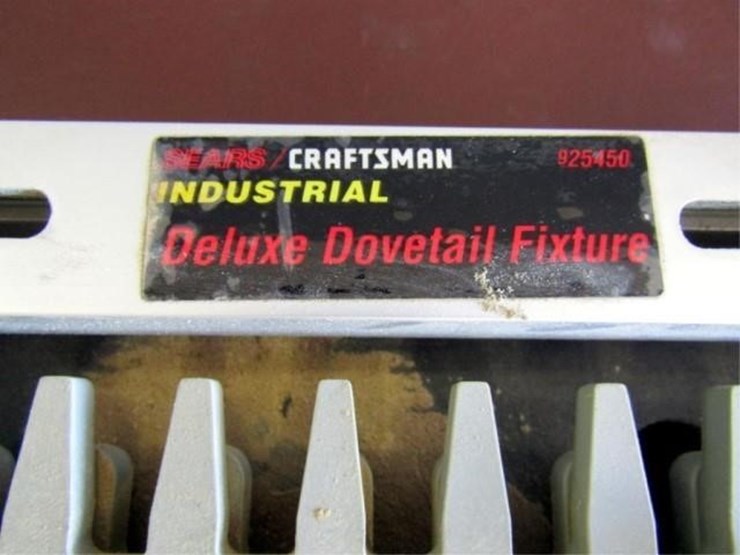 SEARS / CRAFTSMAN 925450
INDUSTRIAL
Deluxe Dovetail Fixture